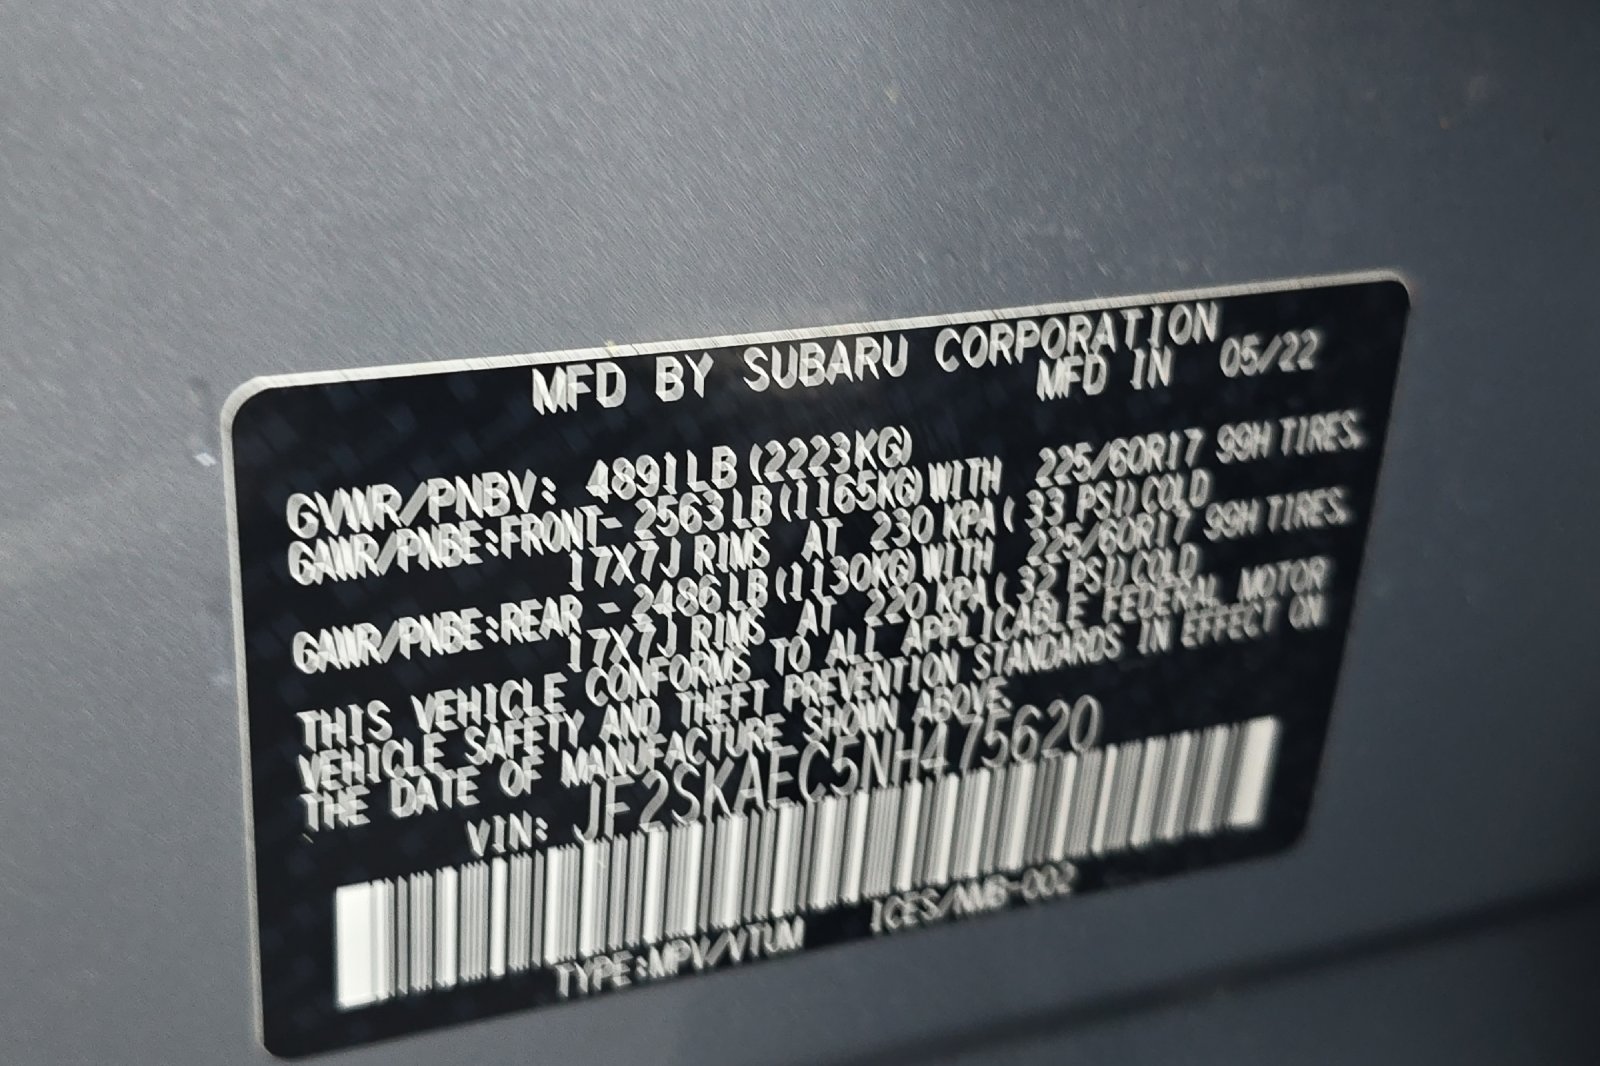 MFD BY SUBARU CORPORATION
MFD IN 05/22
GVWR/PNBV: 4891LB (2223KG)
GAWR/PNBE:FRONT- 2563LB(1165KG)WITH 225/60R17 99H TIRES.
17X7J RIMS AT 230 KPA( 33 PSI)COLD
GAWR/PNBE:REAR - 2486LB(1130KG)WITH 225/60R17 99H TIRES.
17X7J RIMS AT 220 KPA( 32 PSI)COLD
THIS VEHICLE CONFORMS TO ALL APPLICABLE FEDERAL MOTOR
VEHICLE SAFETY AND THEFT PREVENTION STANDARDS IN EFFECT ON
THE DATE OF MANUFACTURE SHOWN ABOVE.
VIN: JF2SKAEC5NH475620
TYPE:MPV/VTUM ICES/NMB-002